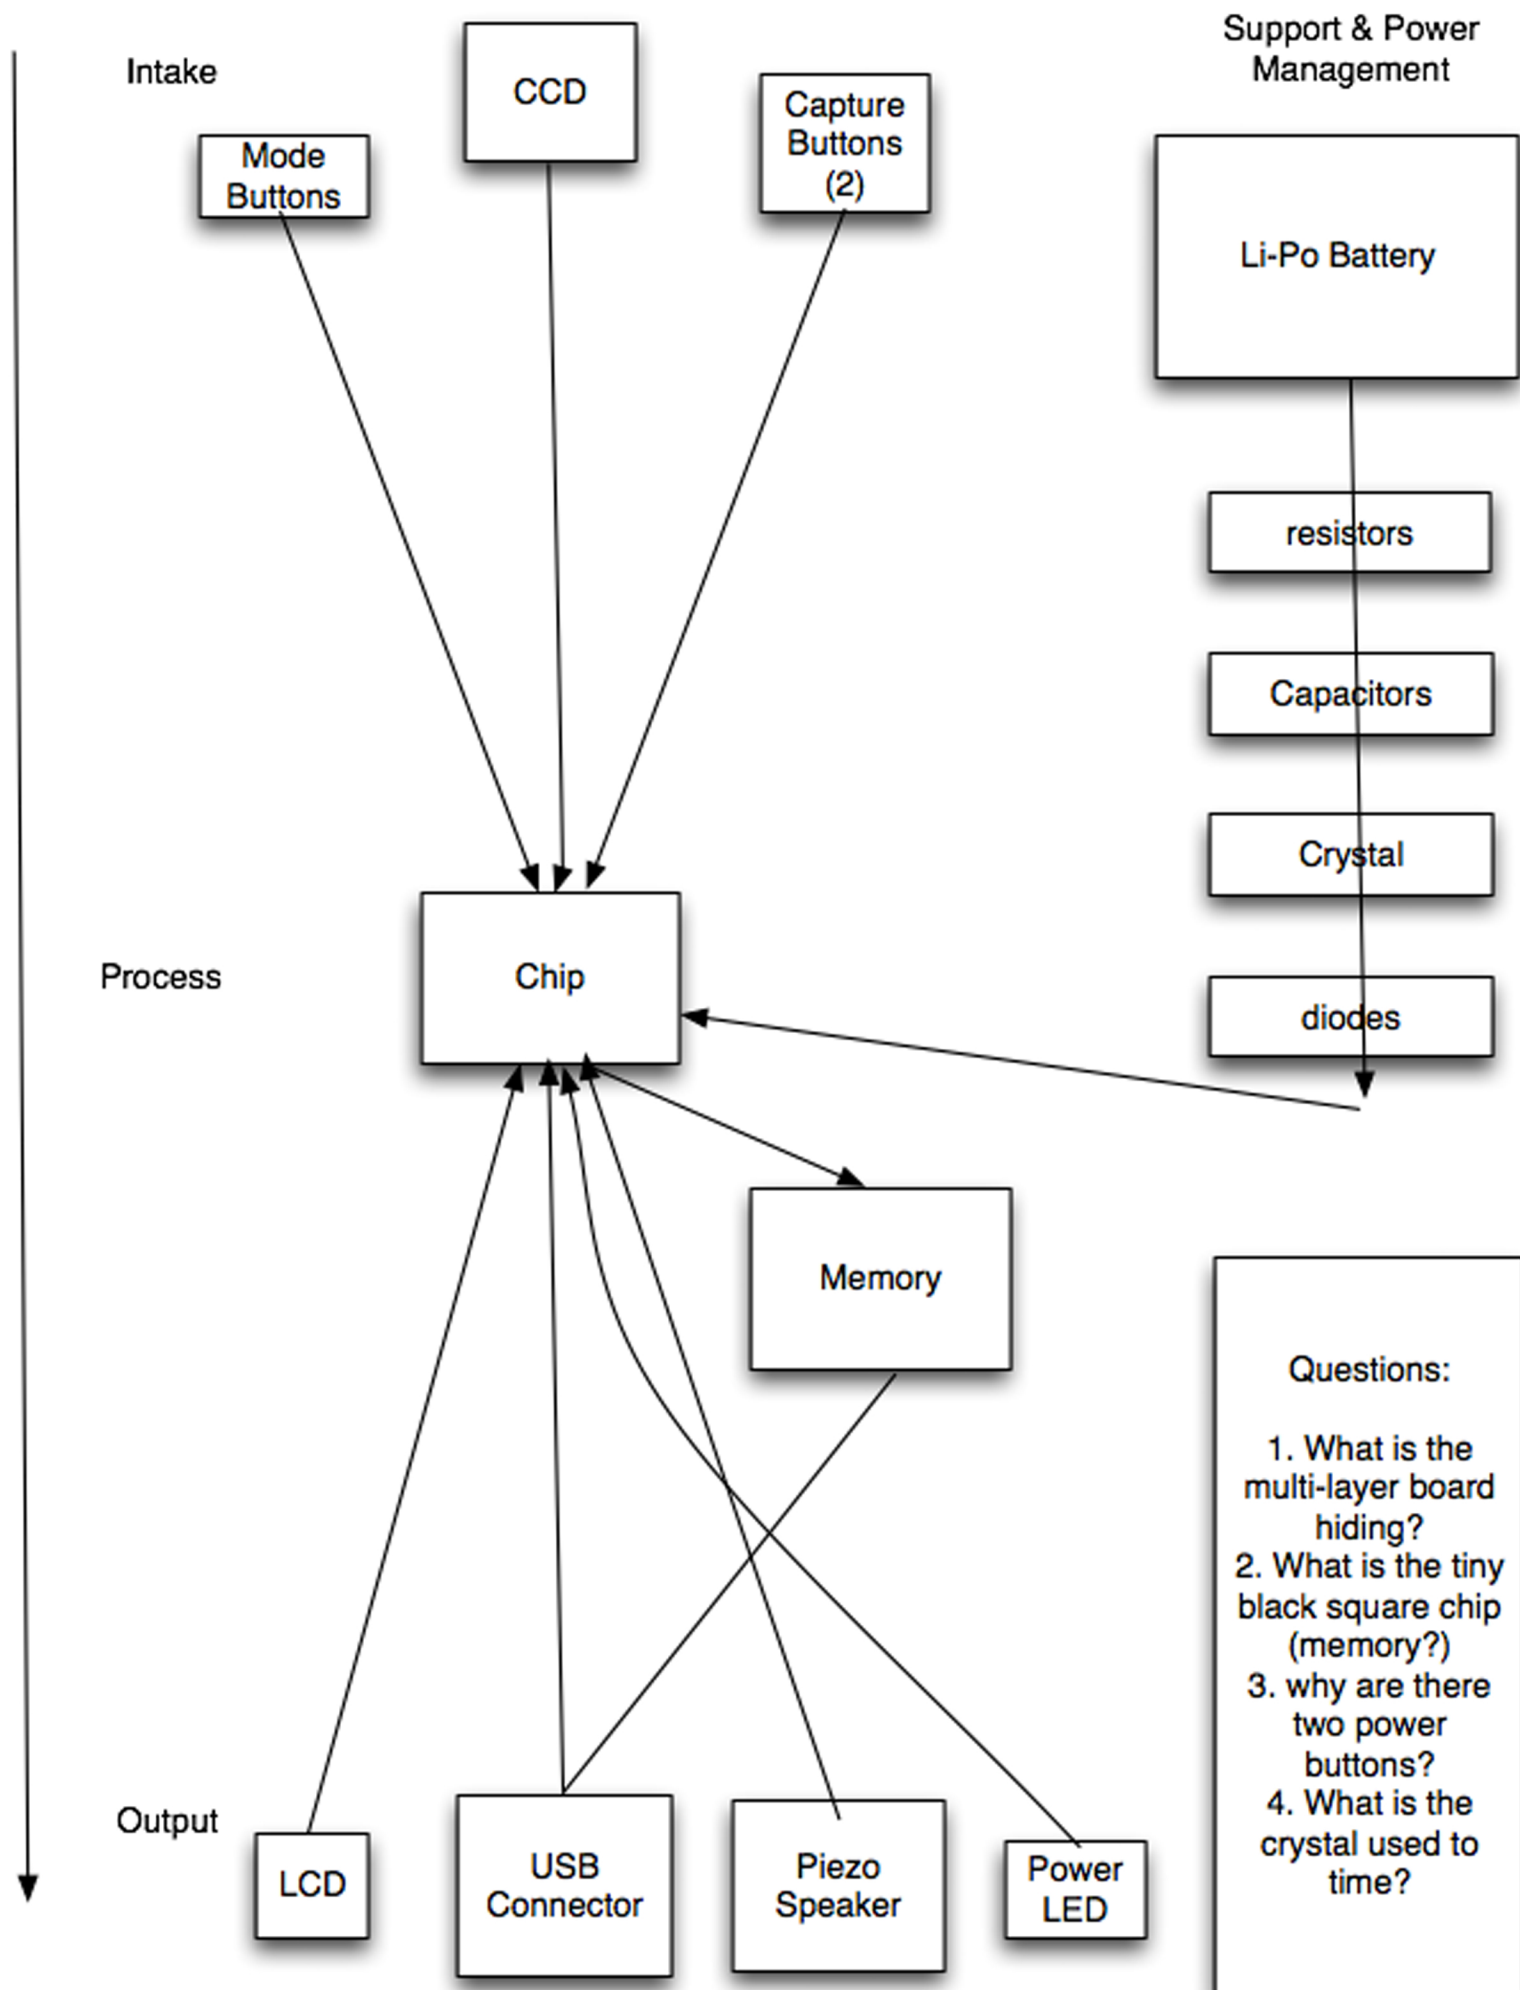 Support & Power
Management
Intake
CCD
Capture
Buttons
(2)
Mode
Buttons
Li-Po Battery
resistors
Capacitors
Crystal
Process
Chip
diodes
Memory
Questions:
1. What is the
multi-layer board
hiding?
2. What is the tiny
black square chip
(memory?)
3. why are there
two power
buttons?
4. What is the
crystal used to
time?
Output
LCD
USB
Connector
Piezo
Speaker
Power
LED